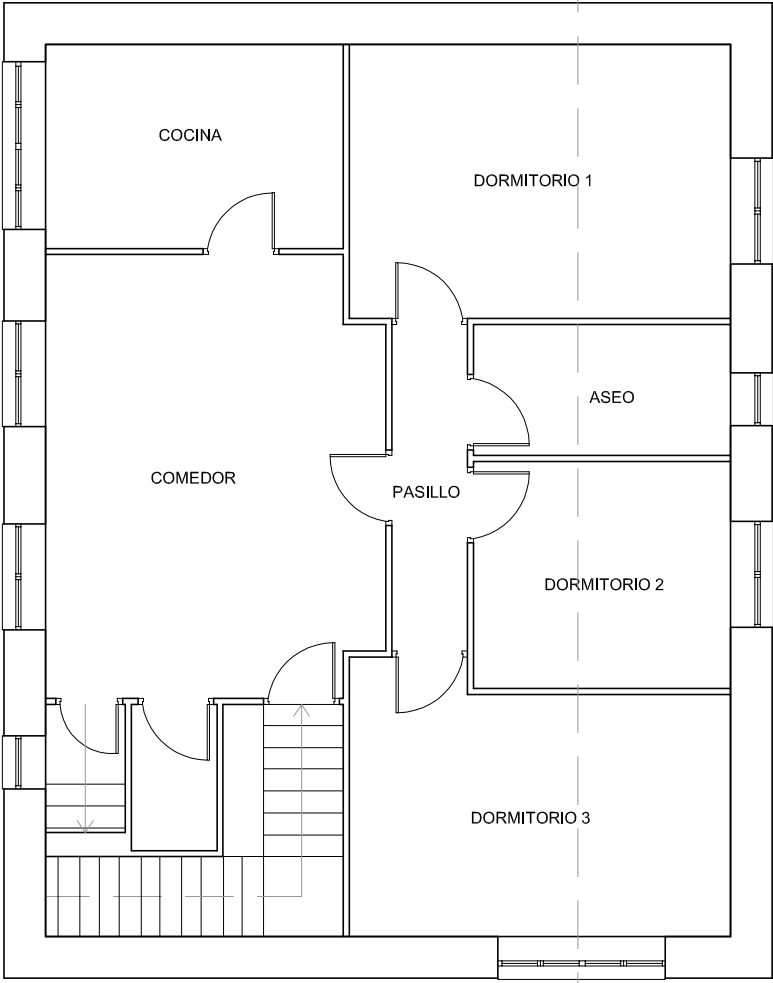 COCINA
DORMITORIO 1
ASEO
COMEDOR
PASILLO
DORMITORIO 2
DORMITORIO 3